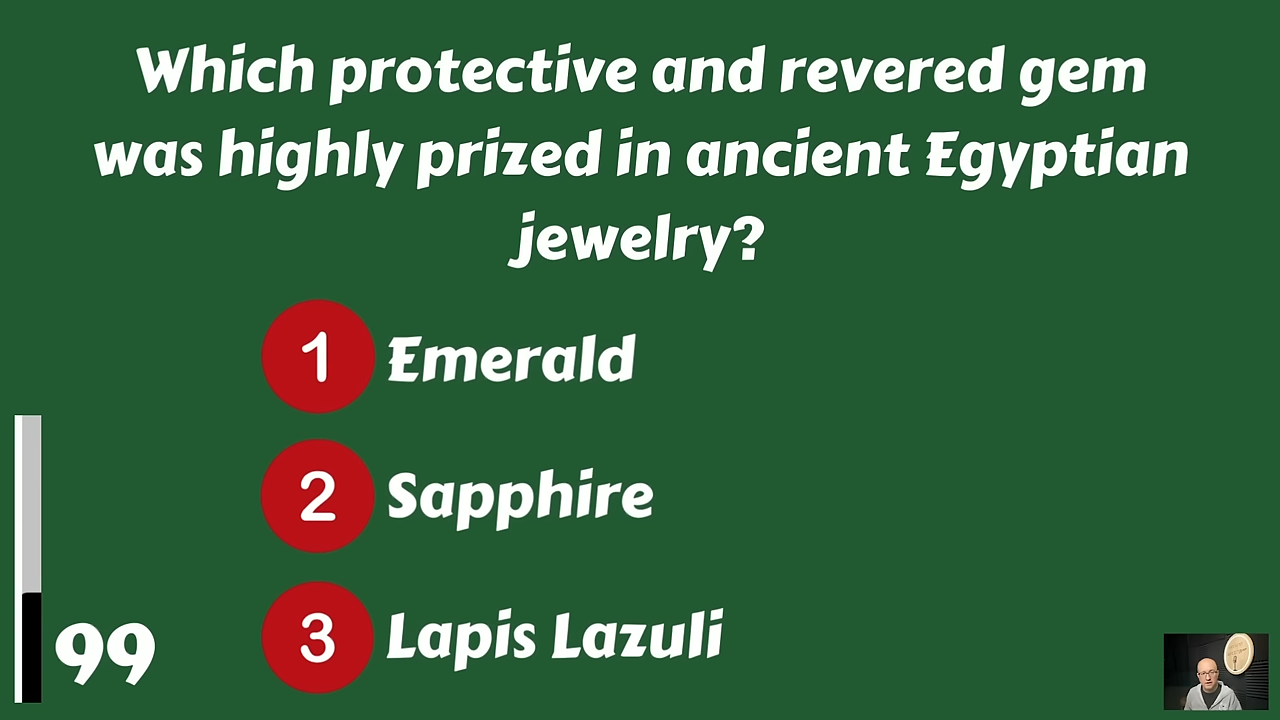 Which protective and revered gem
was highly prized in ancient Egyptian
jewelry?
1 Emerald
2 Sapphire
3 Lapis Lazuli
99